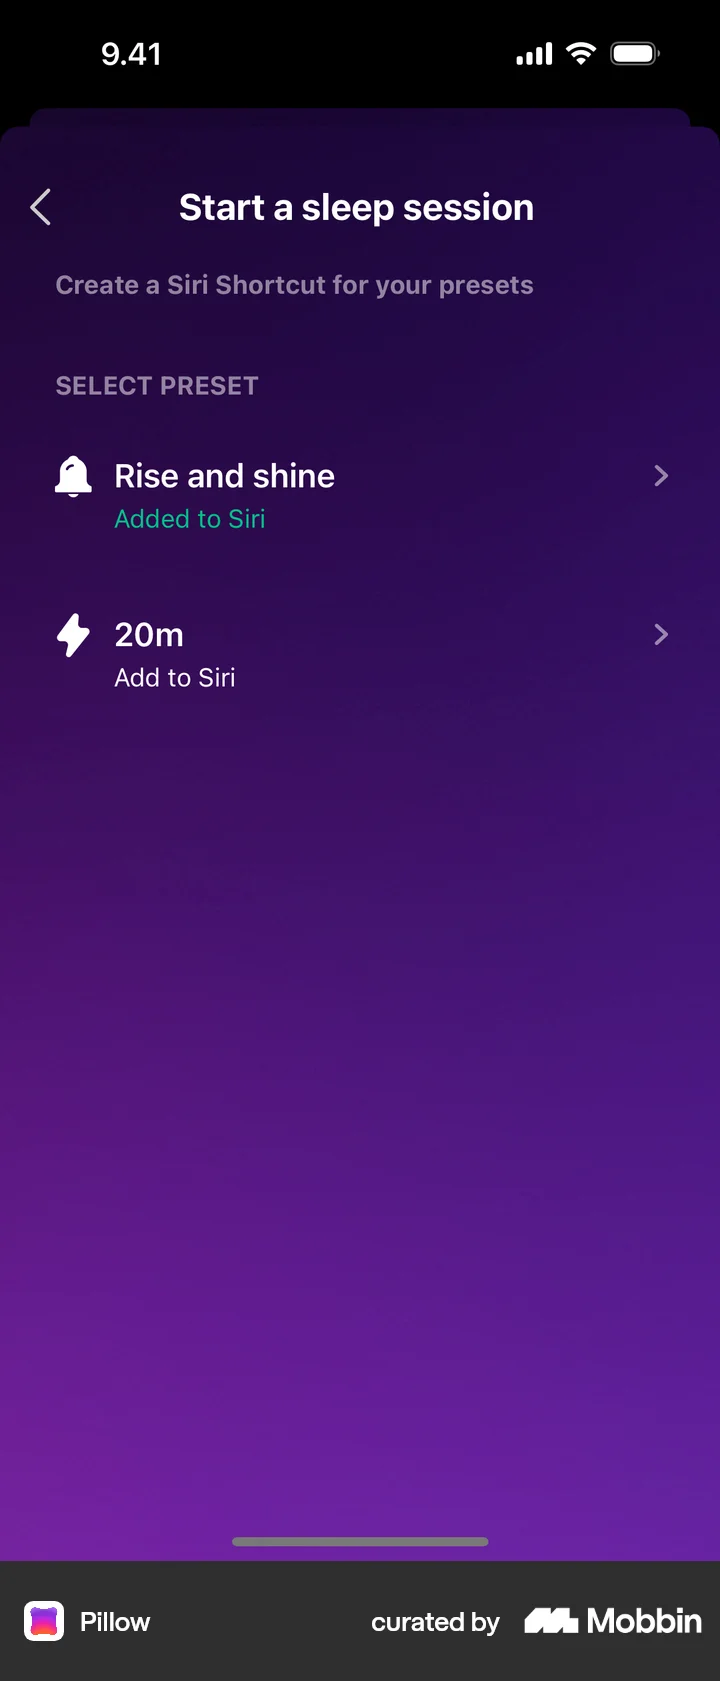 9.41
Start a sleep session
Create a Siri Shortcut for your presets
SELECT PRESET
Rise and shine
Added to Siri
20m
Add to Siri
Pillow
curated by Mobbin